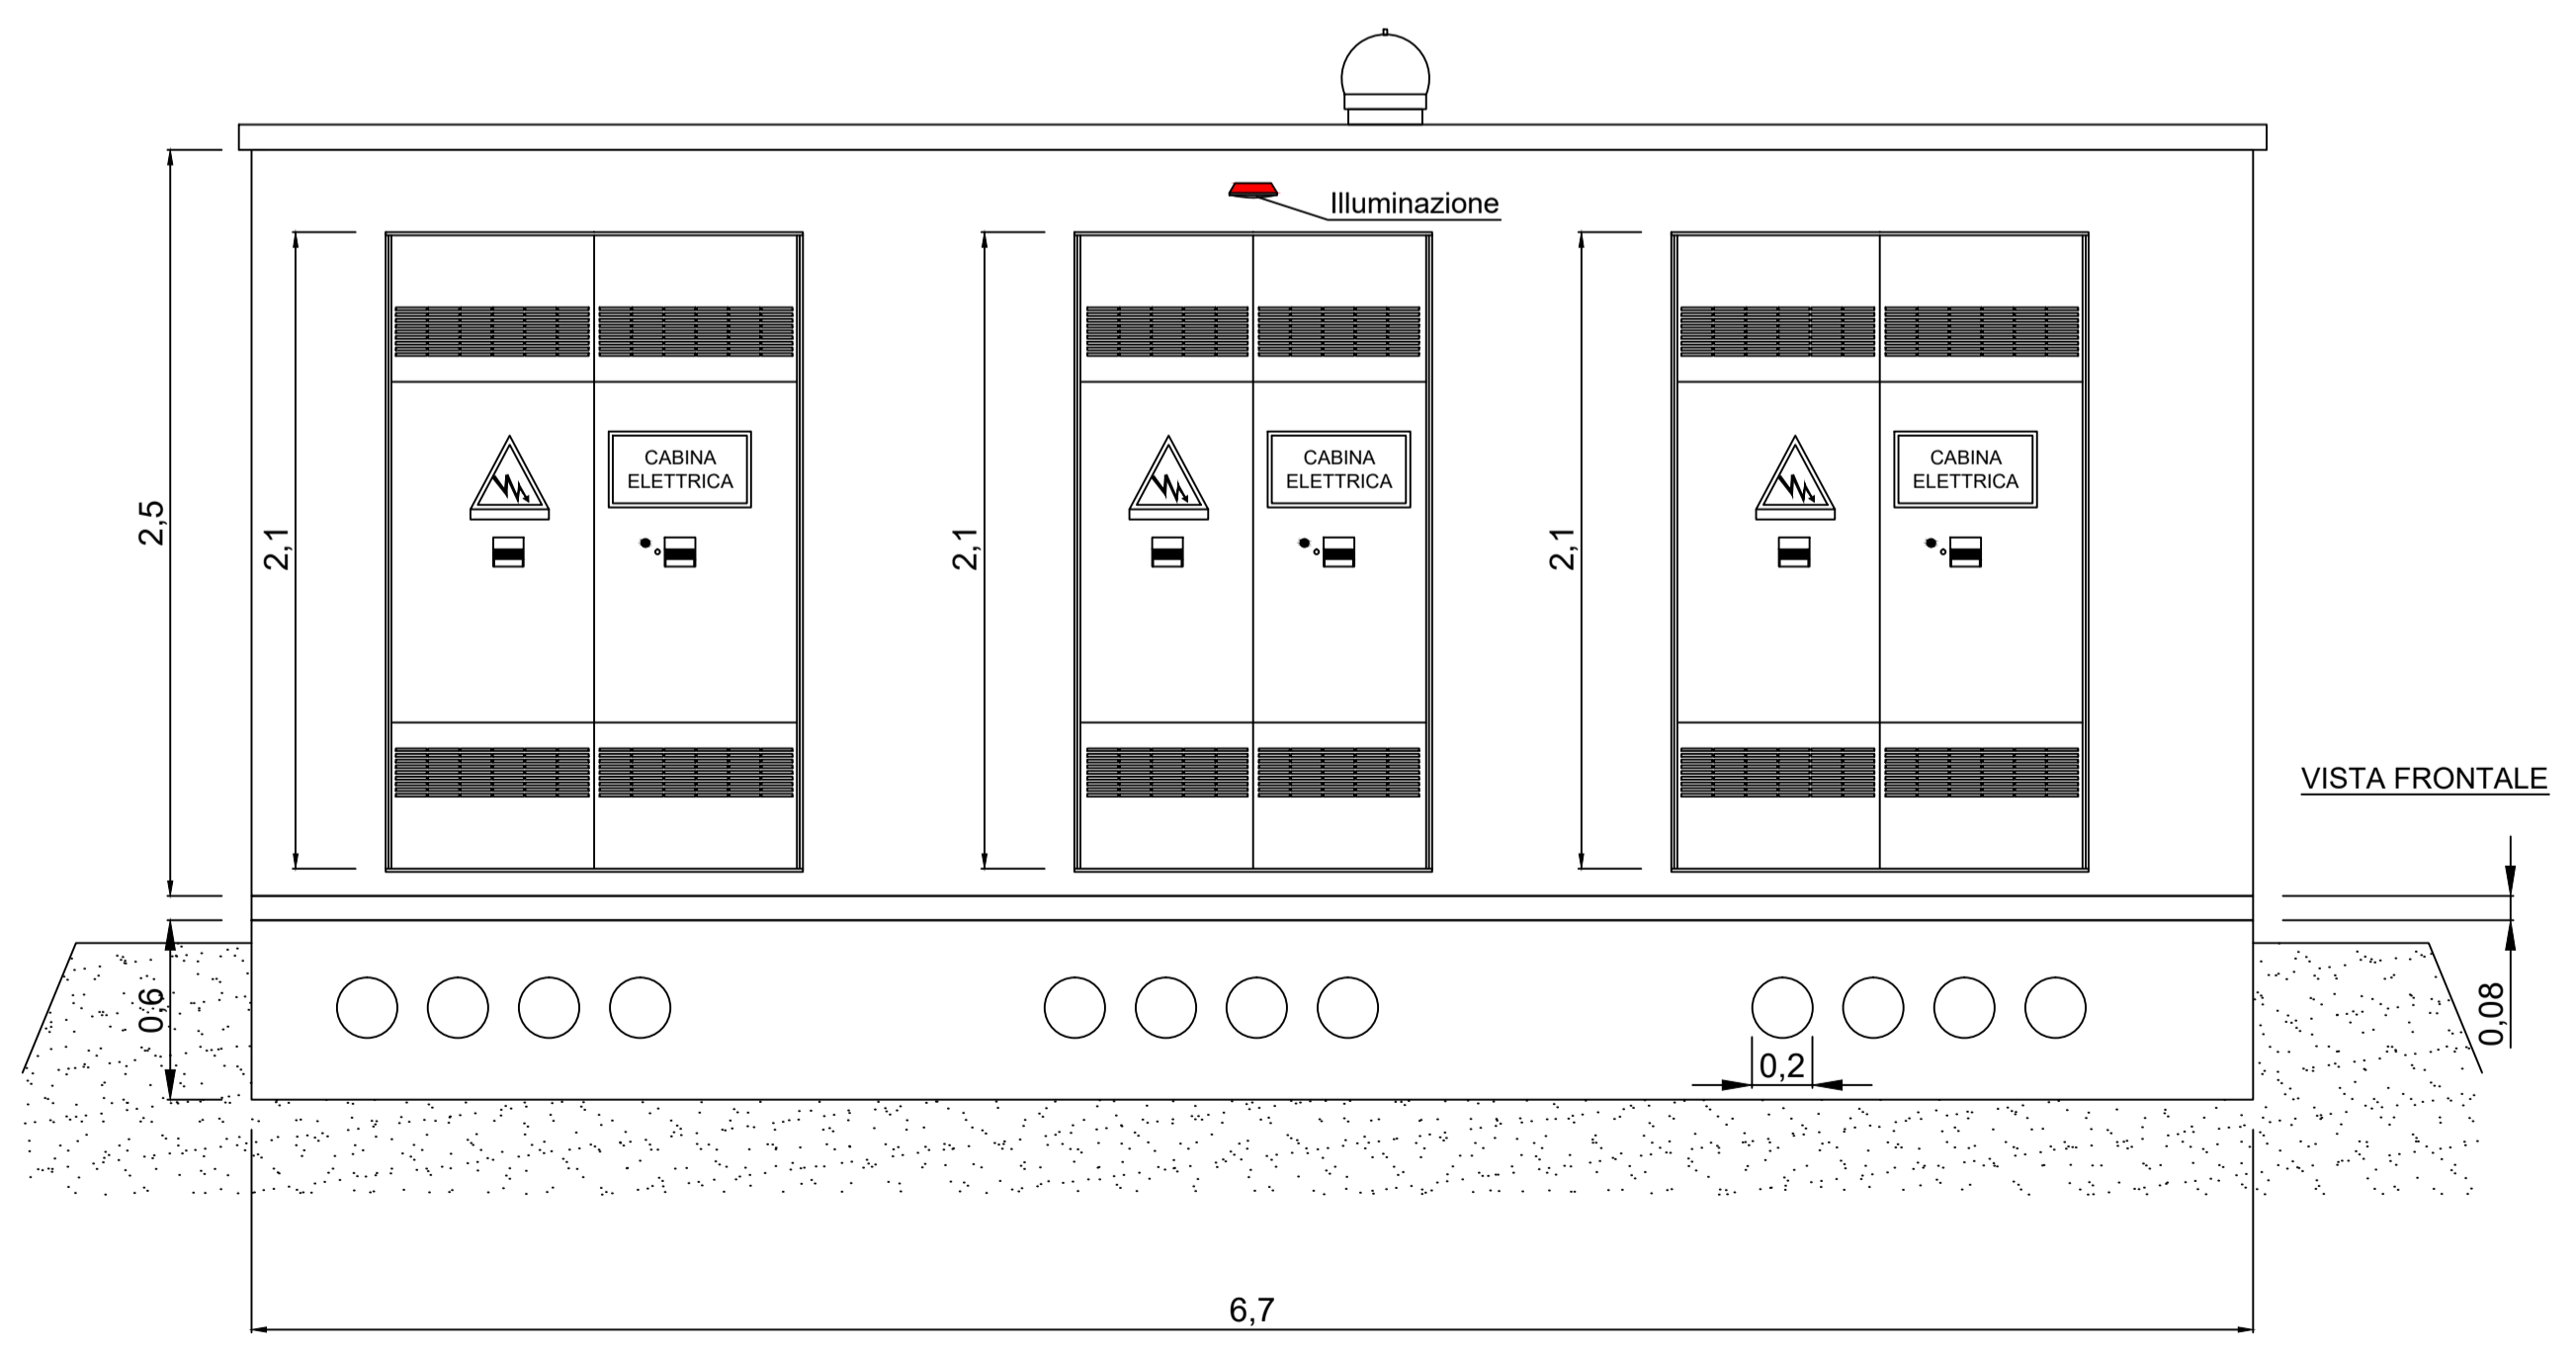 Illuminazione
CABINA
ELETTRICA
CABINA
ELETTRICA
CABINA
ELETTRICA
2,5
2,1
2,1
2,1
VISTA FRONTALE
0,6
0,2
0,08
6,7